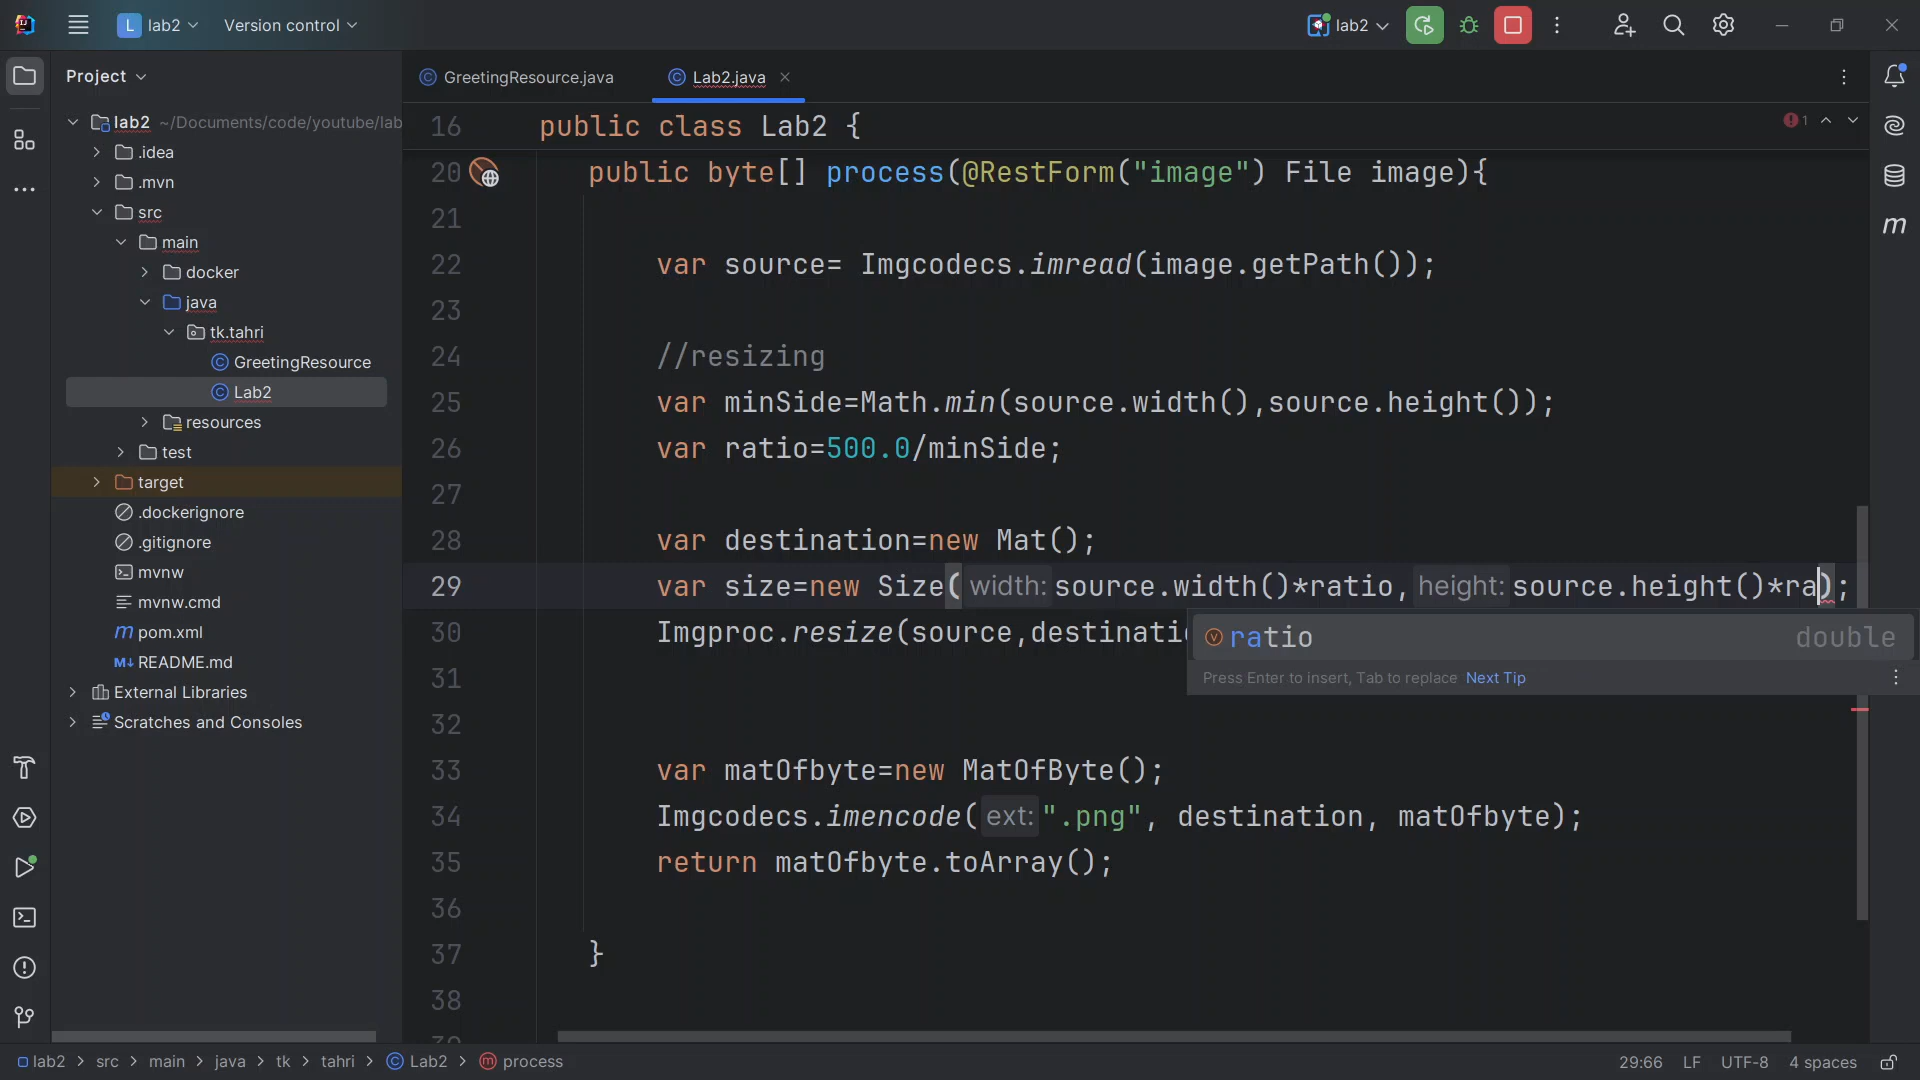 L lab2 Version control lab2
Project
GreetingResource.java Lab2.java
lab2 ~/Documents/code/youtube/lab
.idea
.mvn
src
main
docker
java
tk.tahri
GreetingResource
Lab2
resources
test
target
.dockerignore
.gitignore
mvnw
mvnw.cmd
m pom.xml
M↓ README.md
External Libraries
Scratches and Consoles
16 public class Lab2 {
1
20 public byte[] process(@RestForm("image") File image){
21
22 var source= Imgcodecs.imread(image.getPath());
23
24 //resizing
25 var minSide=Math.min(source.width(),source.height());
26 var ratio=500.0/minSide;
27
28 var destination=new Mat();
29 var size=new Size( width: source.width()*ratio, height: source.height()*ra);
30 Imgproc.resize(source,destinati
ratio double
Press Enter to insert, Tab to replace Next Tip
31
32
33 var matOfbyte=new MatOfByte();
34 Imgcodecs.imencode( ext: ".png", destination, matOfbyte);
35 return matOfbyte.toArray();
36
37 }
38
m
lab2 > src > main > java > tk > tahri > Lab2 > process
29:66 LF UTF-8 4 spaces